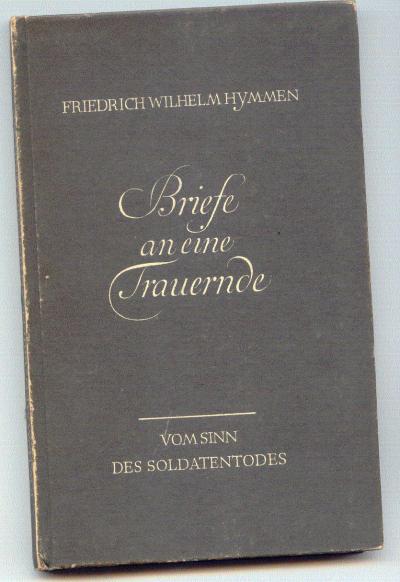 FRIEDRICH WILHELM HYMMEN
Briefe
an eine
Trauernde
VOM SINN
DES SOLDATENTODES